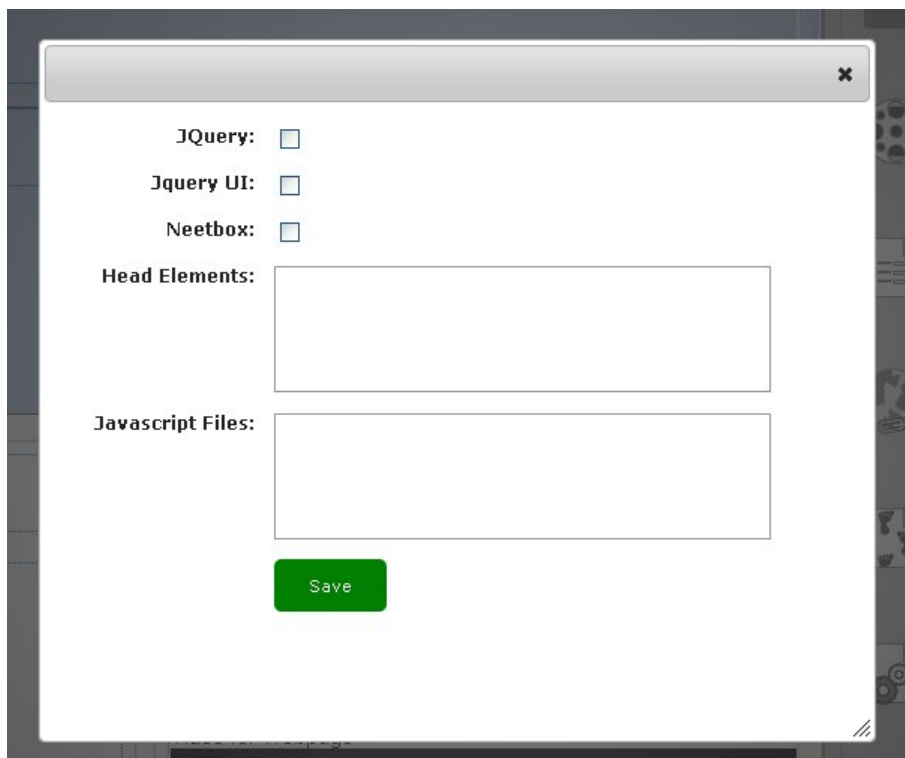 JQuery:
Jquery UI:
Neetbox:
Head Elements:
Javascript Files:
Save